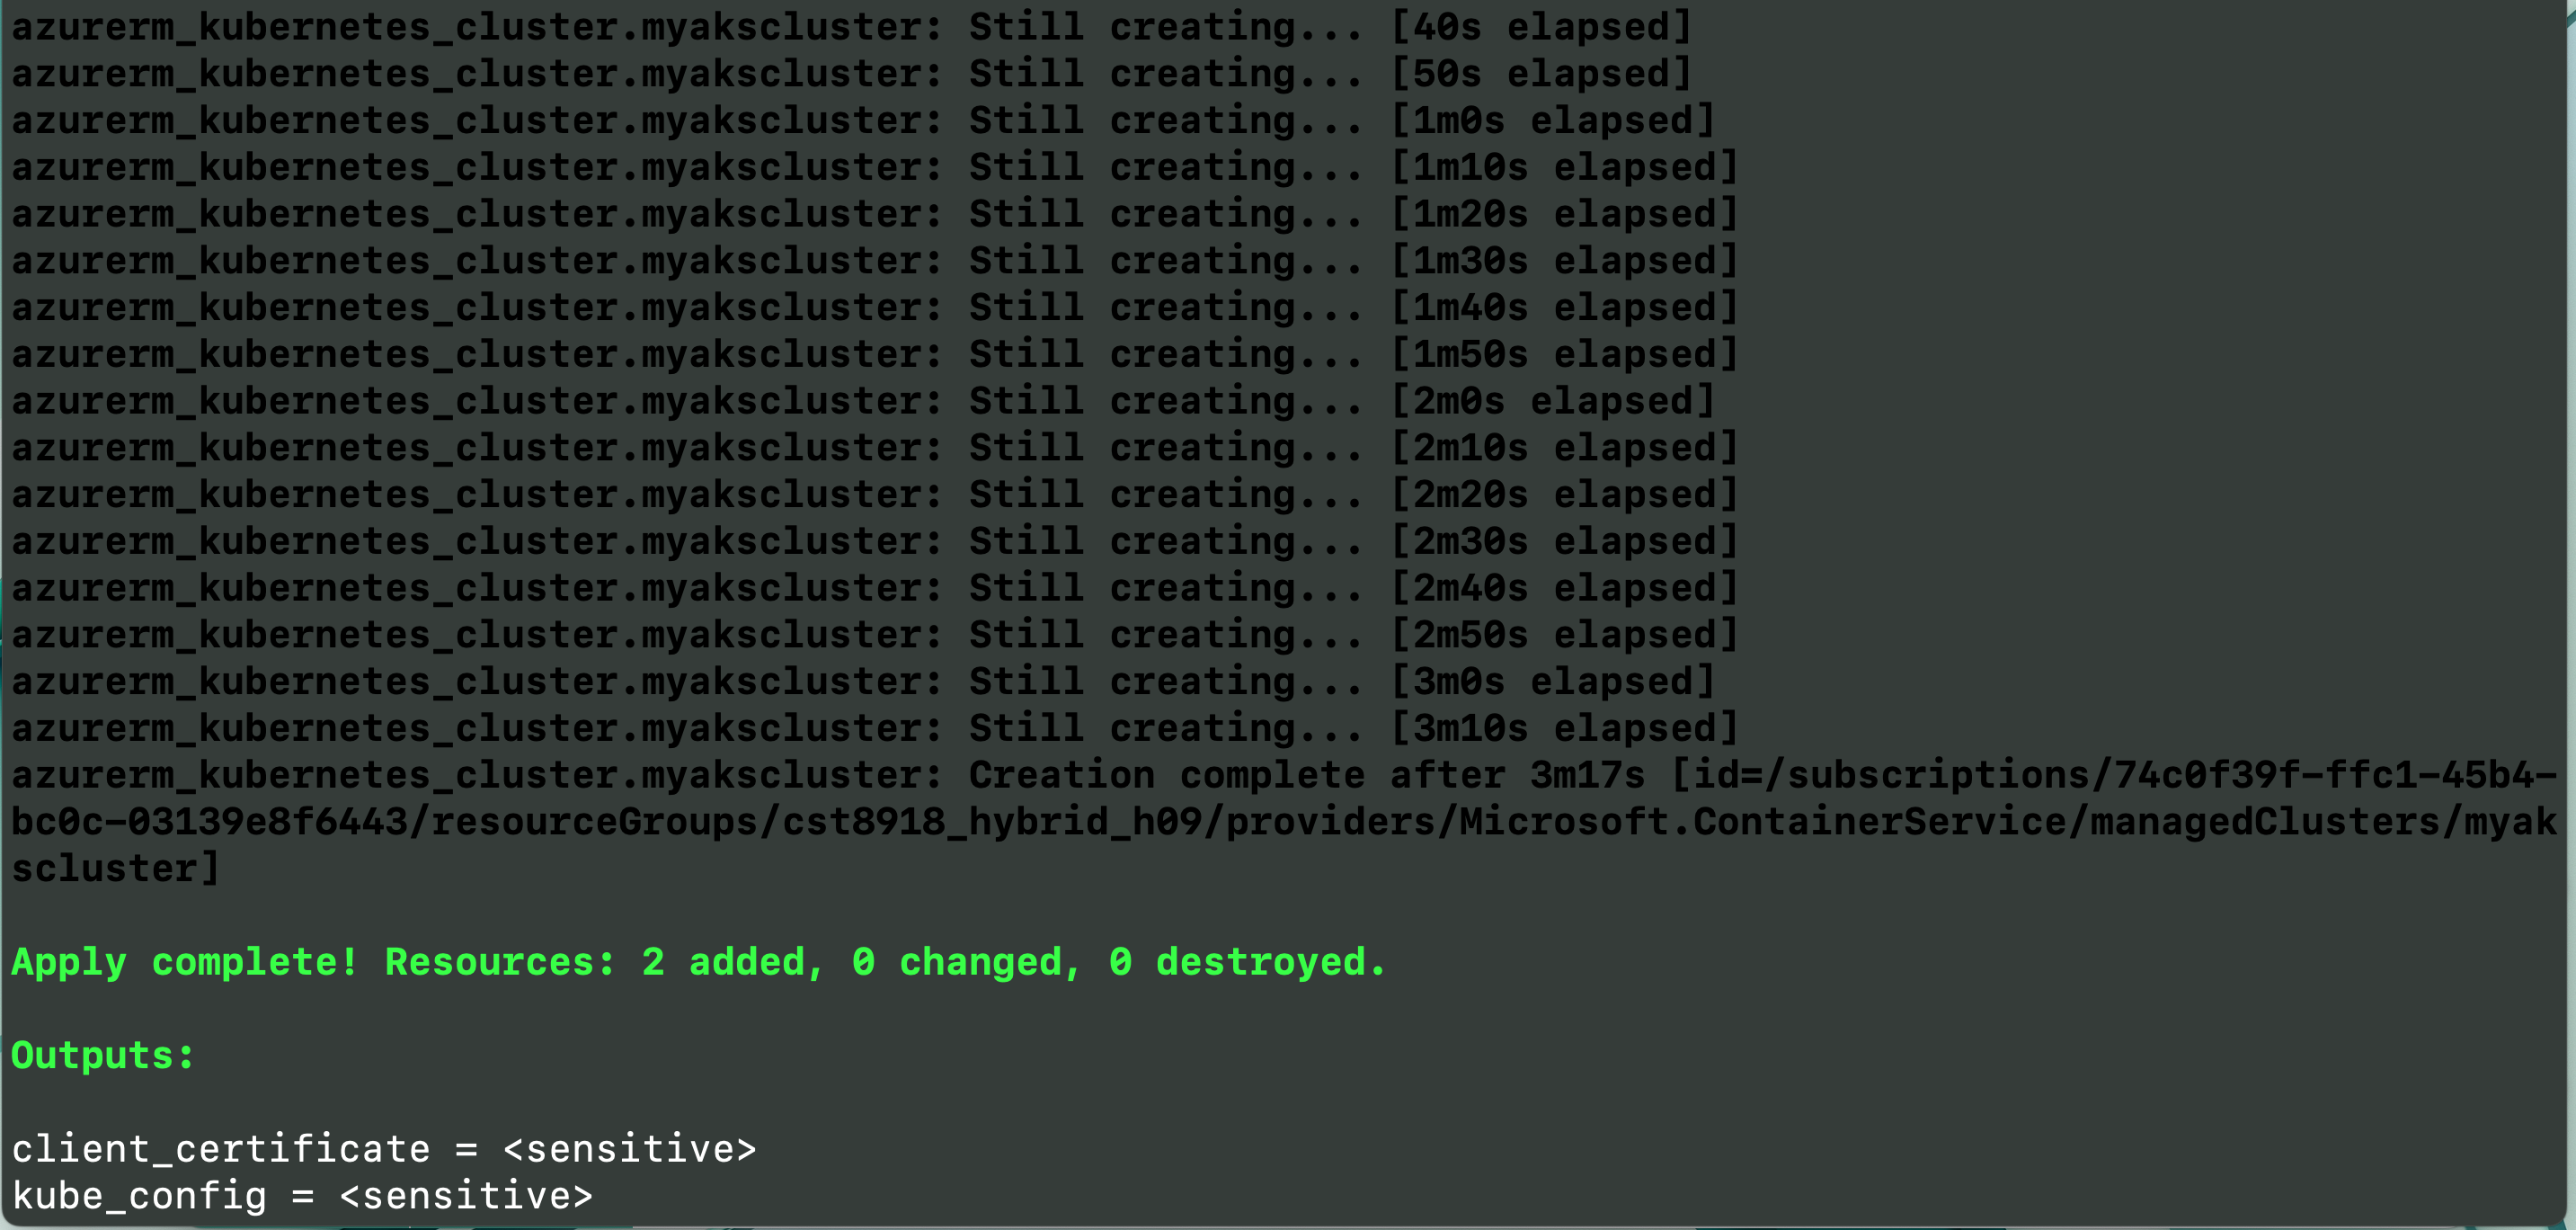 azurerm_kubernetes_cluster.myakscluster: Still creating... [40s elapsed]
azurerm_kubernetes_cluster.myakscluster: Still creating... [50s elapsed]
azurerm_kubernetes_cluster.myakscluster: Still creating... [1m0s elapsed]
azurerm_kubernetes_cluster.myakscluster: Still creating... [1m10s elapsed]
azurerm_kubernetes_cluster.myakscluster: Still creating... [1m20s elapsed]
azurerm_kubernetes_cluster.myakscluster: Still creating... [1m30s elapsed]
azurerm_kubernetes_cluster.myakscluster: Still creating... [1m40s elapsed]
azurerm_kubernetes_cluster.myakscluster: Still creating... [1m50s elapsed]
azurerm_kubernetes_cluster.myakscluster: Still creating... [2m0s elapsed]
azurerm_kubernetes_cluster.myakscluster: Still creating... [2m10s elapsed]
azurerm_kubernetes_cluster.myakscluster: Still creating... [2m20s elapsed]
azurerm_kubernetes_cluster.myakscluster: Still creating... [2m30s elapsed]
azurerm_kubernetes_cluster.myakscluster: Still creating... [2m40s elapsed]
azurerm_kubernetes_cluster.myakscluster: Still creating... [2m50s elapsed]
azurerm_kubernetes_cluster.myakscluster: Still creating... [3m0s elapsed]
azurerm_kubernetes_cluster.myakscluster: Still creating... [3m10s elapsed]
azurerm_kubernetes_cluster.myakscluster: Creation complete after 3m17s [id=/subscriptions/74c0f39f-ffc1-45b4-
bc0c-03139e8f6443/resourceGroups/cst8918_hybrid_h09/providers/Microsoft.ContainerService/managedClusters/myak
scluster]
Apply complete! Resources: 2 added, 0 changed, 0 destroyed.
Outputs:
client_certificate = <sensitive>
kube_config = <sensitive>